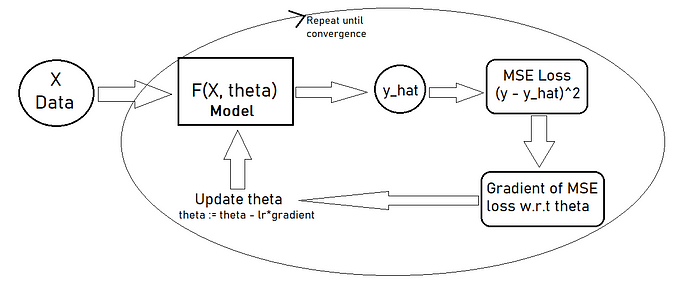 Repeat until
convergence
X
Data
F(X, theta)
Model
y_hat
MSE Loss
(y - y_hat)^2
Gradient of MSE
loss w.r.t theta
Update theta
theta := theta - lr*gradient